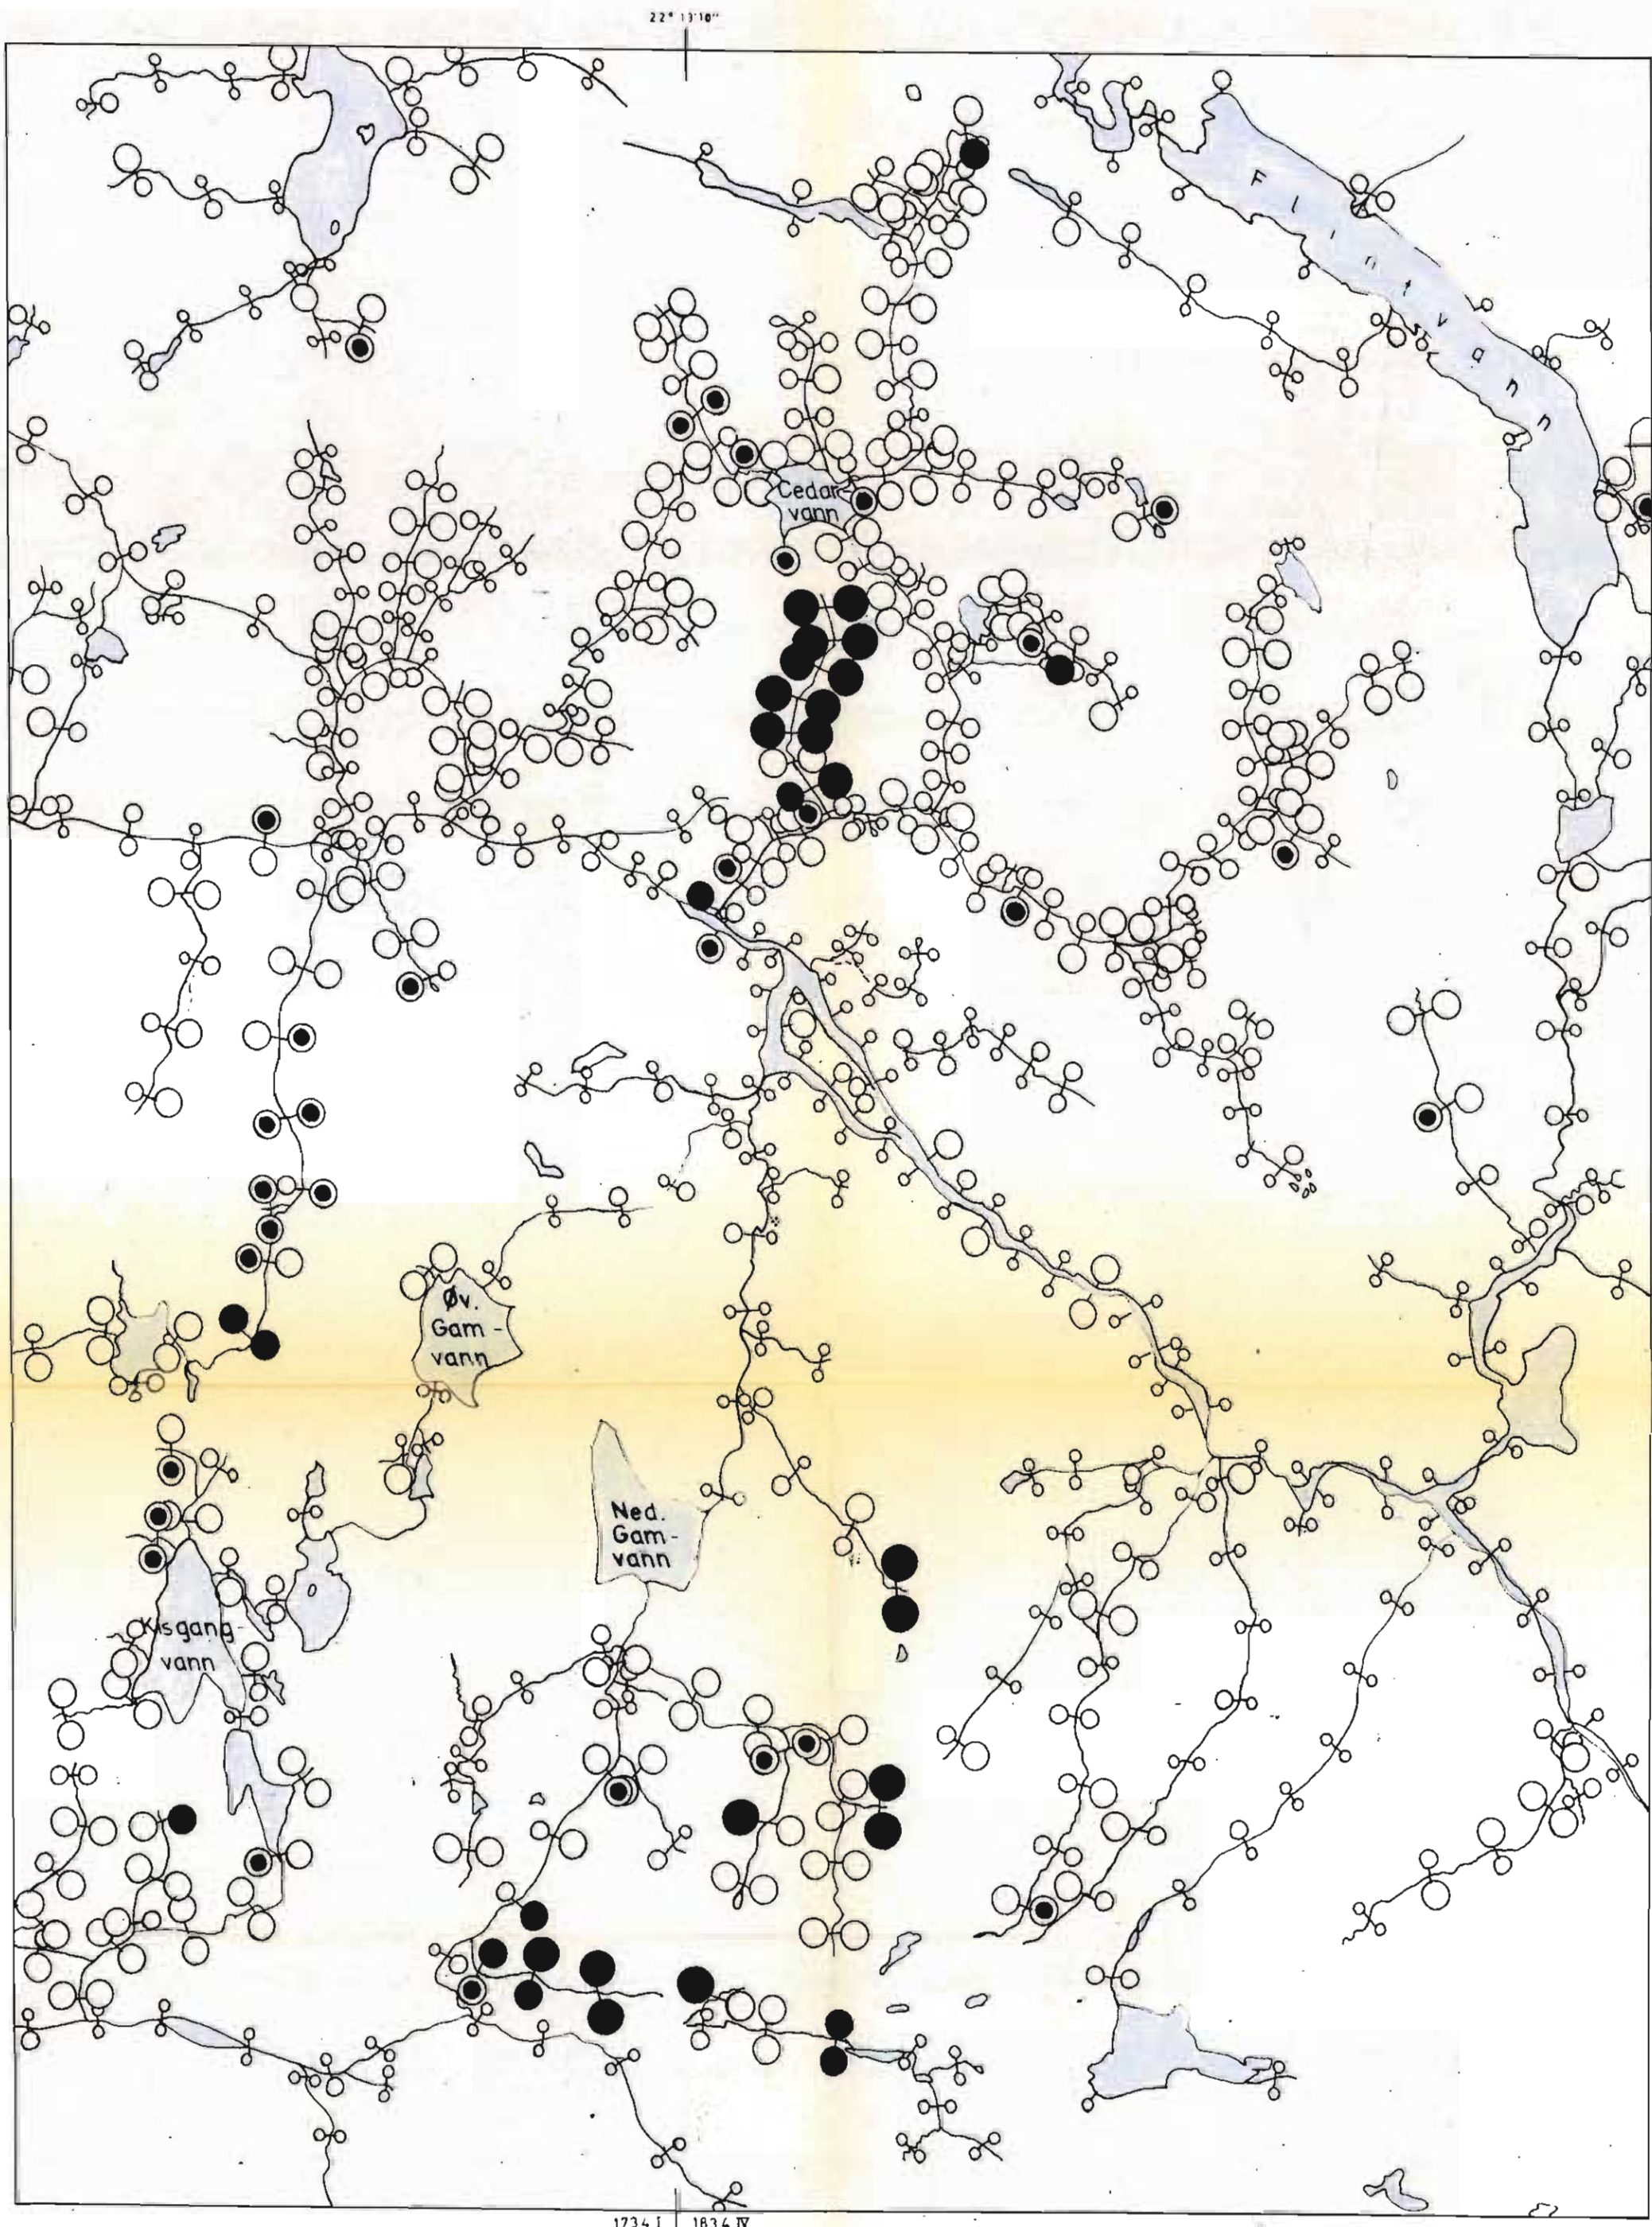 22° 13'10"
Flintvann
Cedar-
vann
Øv.
Gam-
vann
Ned.
Gam-
vann
Kisgang-
vann
1734 I 1834 IV